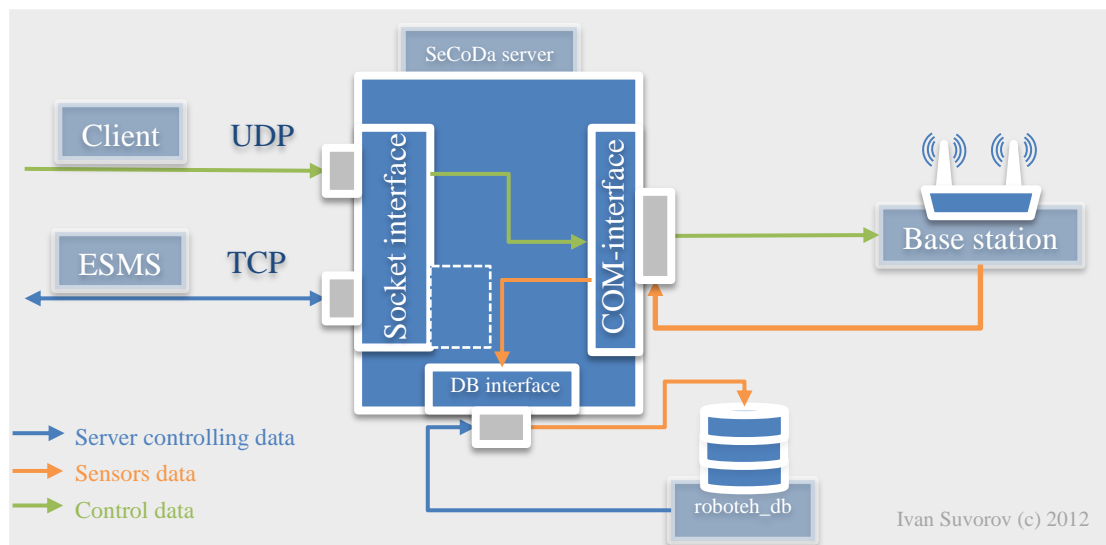 SeCoDa server
Client
UDP
Socket interface
COM-interface
Base station
ESMS
TCP
DB interface
Server controlling data
Sensors data
Control data
roboteh_db
Ivan Suvorov (c) 2012